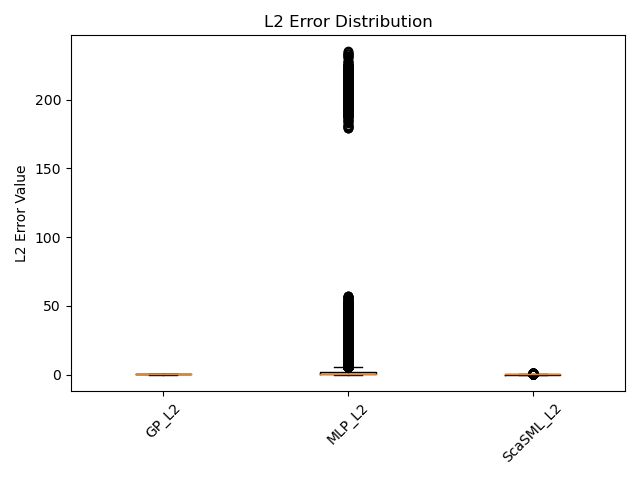 L2 Error Distribution
L2 Error Value
200
150
100
50
0
GP_L2
MLP_L2
ScaSML_L2